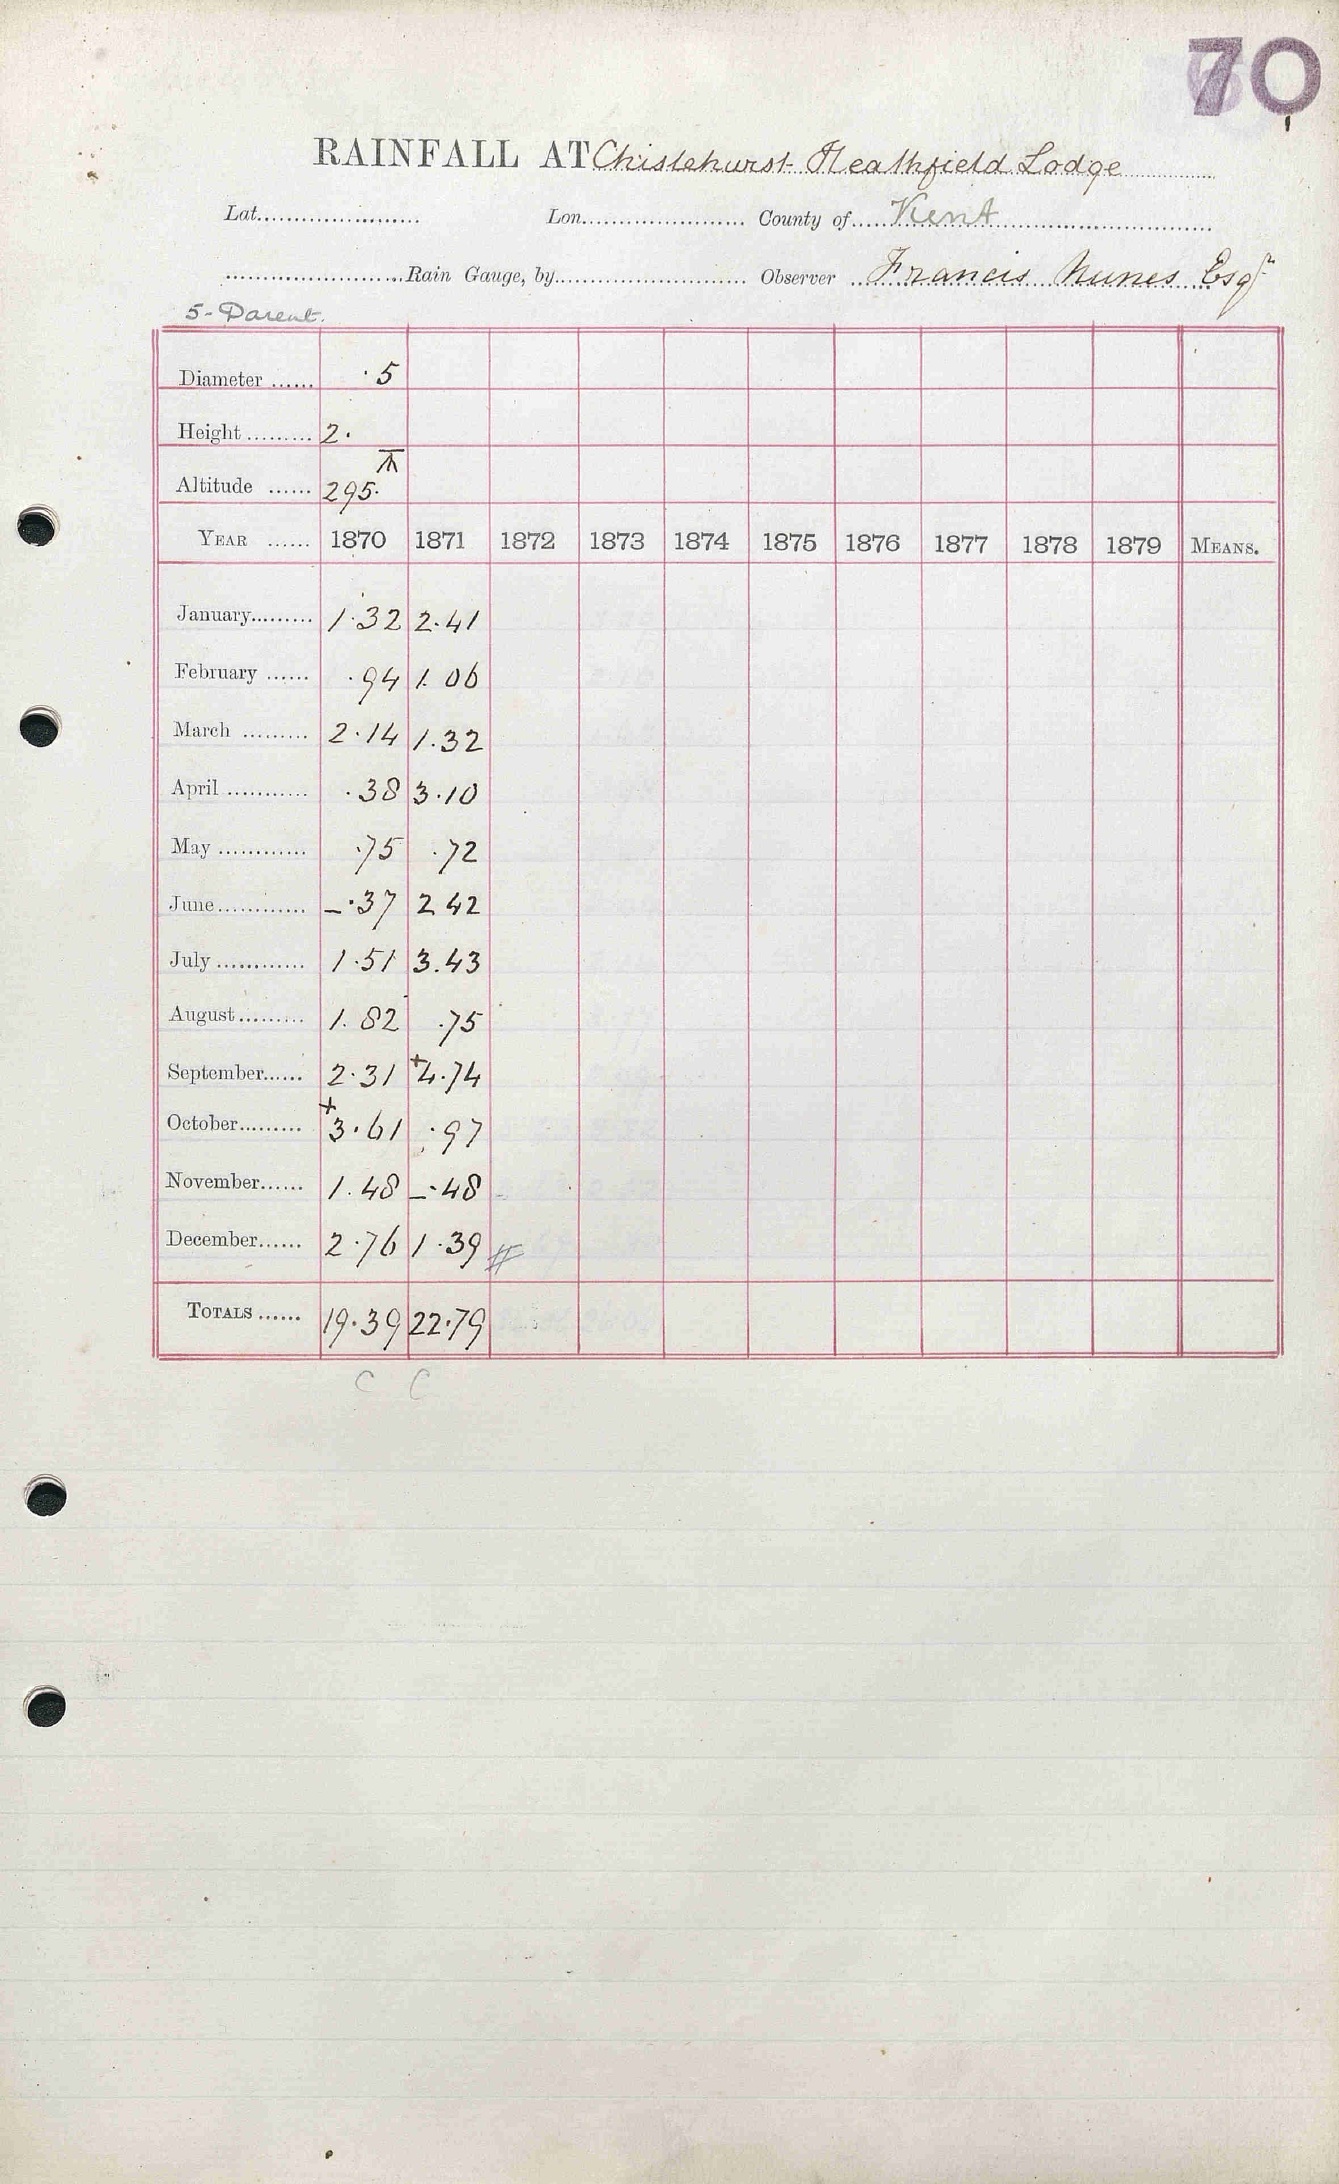 70
RAINFALL AT Chislehurst Heathfield Lodge
Lat. Lon. County of Kent
Rain Gauge, by Observer Francis Nunes Esqr
5-Parent.
Diameter ...... ·5
Height ......... 2.
Altitude ...... 295. T
YEAR ...... 1870 1871 1872 1873 1874 1875 1876 1877 1878 1879 MEANS.
January......... 1.32 2.41
February ...... .94 1.06
March ......... 2.14 1.32
April ........... .38 3.10
May ............ .75 .72
June............ -.37 2 42
July ............ 1.51 3.43
August......... 1.82 .75
September...... 2.31 +4.74
October......... +3.61 .97
November...... 1.48 -.48
December...... 2.76 1.39 #
TOTALS ...... 19.39 22.79
C C